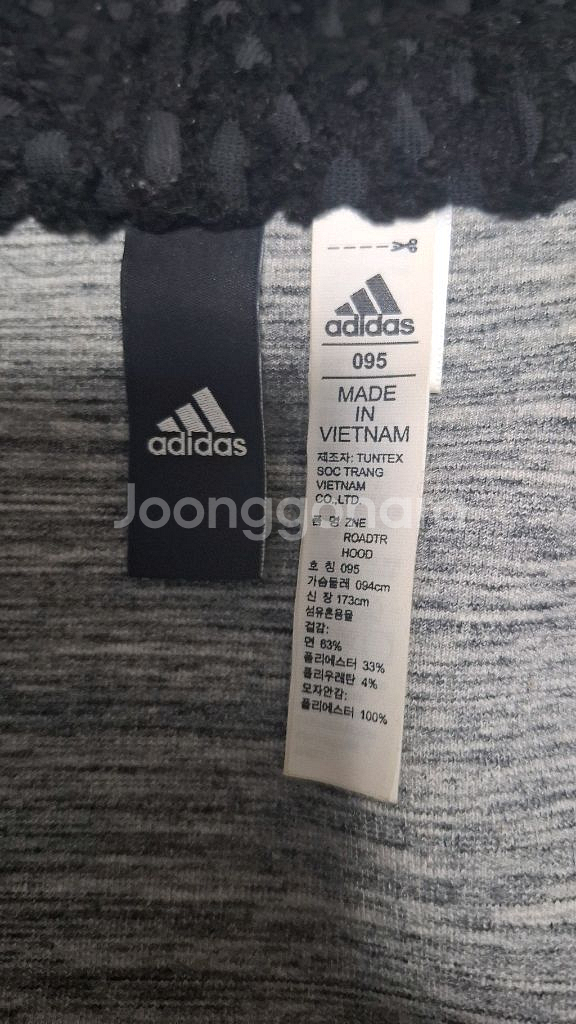 adidas
adidas
095
MADE
IN
VIETNAM
제조자: TUNTEX
SOC TRANG
VIETNAM
CO.,LTD.
품 명 ZNE
ROADTR
HOOD
호 칭 095
가슴둘레 094cm
신 장 173cm
섬유혼용율
겉감:
면 63%
폴리에스터 33%
폴리우레탄 4%
모자안감:
폴리에스터 100%
Joonggonara